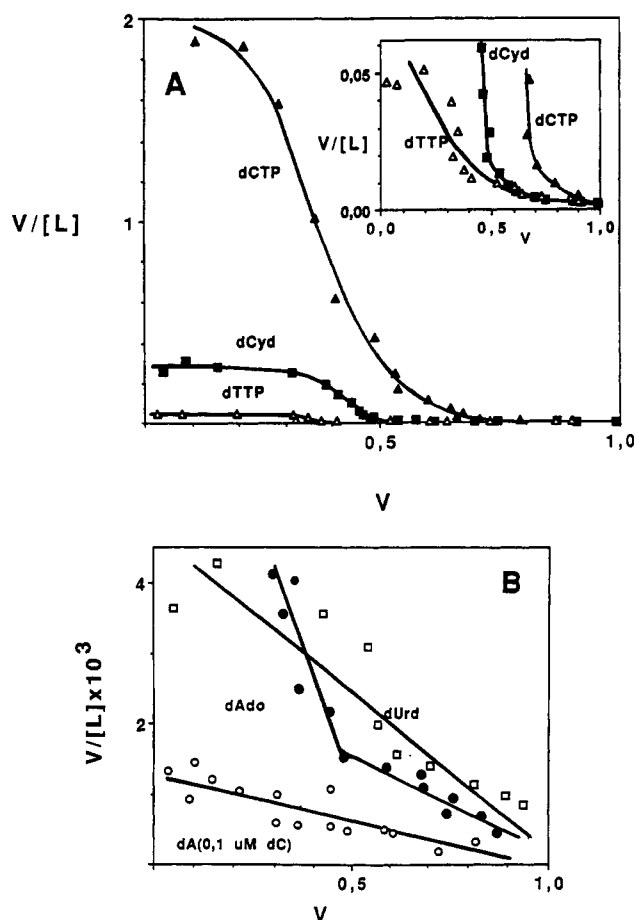 2
A
dCyd
0,05
dCTP
V/[L]
dTTP
dCTP
0,00
0,0
0,5
1,0
V
V/[L]
1
dCyd
dTTP
0
0,5
1,0
V
B
4
V/[L]x10³
dAdo
dUrd
2
dA(0,1 uM dC)
0,5
1,0
V